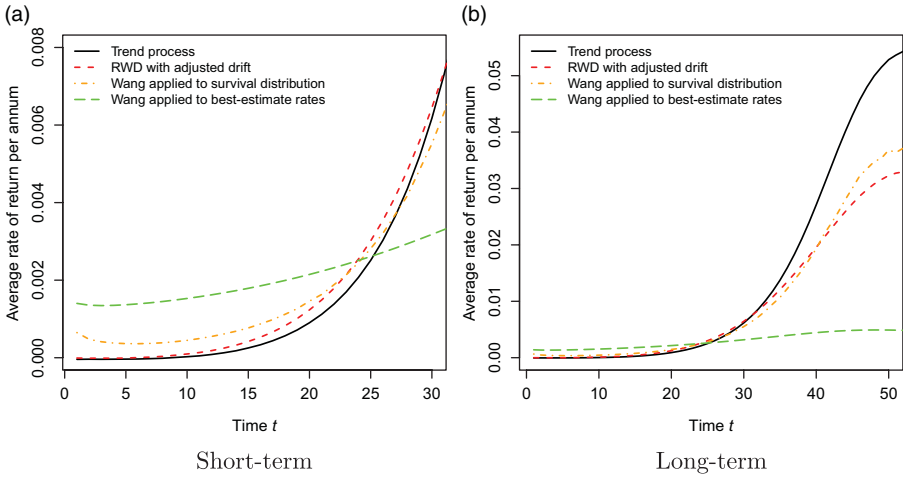 (a)
Average rate of return per annum
0.008
0.006
0.004
0.002
0.000
Trend process
RWD with adjusted drift
Wang applied to survival distribution
Wang applied to best-estimate rates
0 5 10 15 20 25 30
Time t
Short-term
(b)
Average rate of return per annum
0.05
0.04
0.03
0.02
0.01
0.00
Trend process
RWD with adjusted drift
Wang applied to survival distribution
Wang applied to best-estimate rates
0 10 20 30 40 50
Time t
Long-term